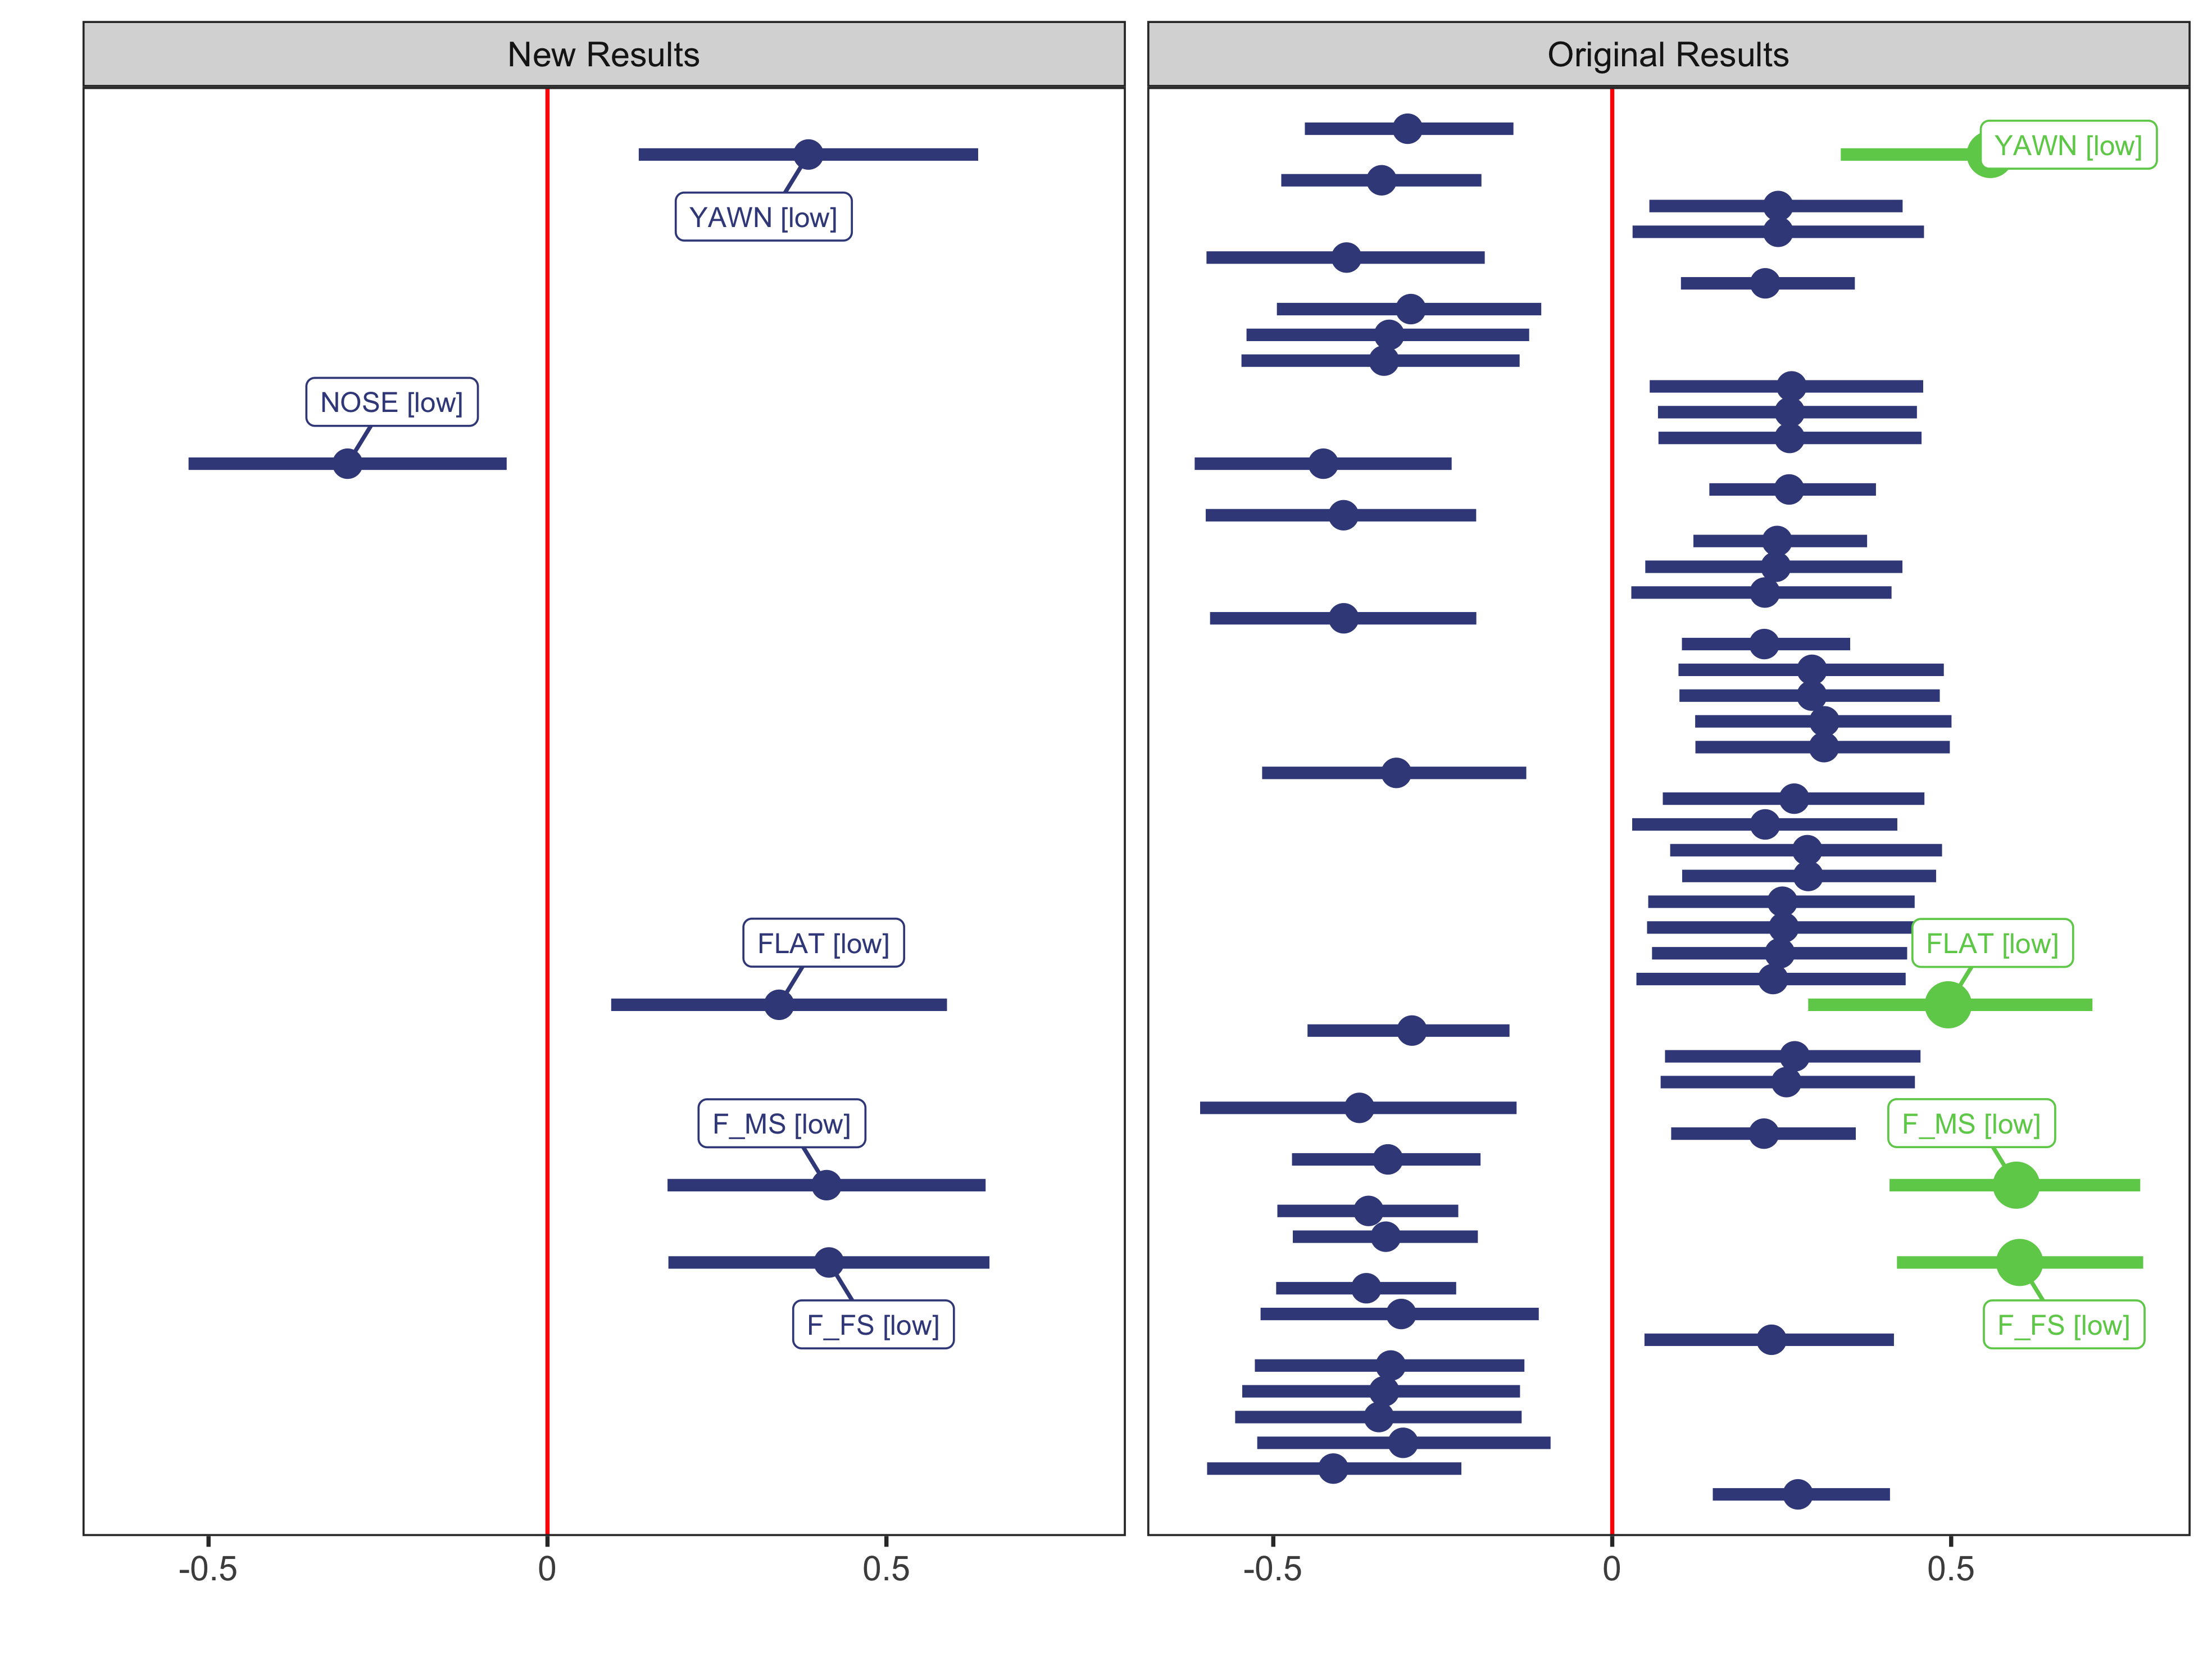 New Results
YAWN [low]
NOSE [low]
FLAT [low]
F_MS [low]
F_FS [low]
-0.5
0
0.5
Original Results
YAWN [low]
FLAT [low]
F_MS [low]
F_FS [low]
-0.5
0
0.5